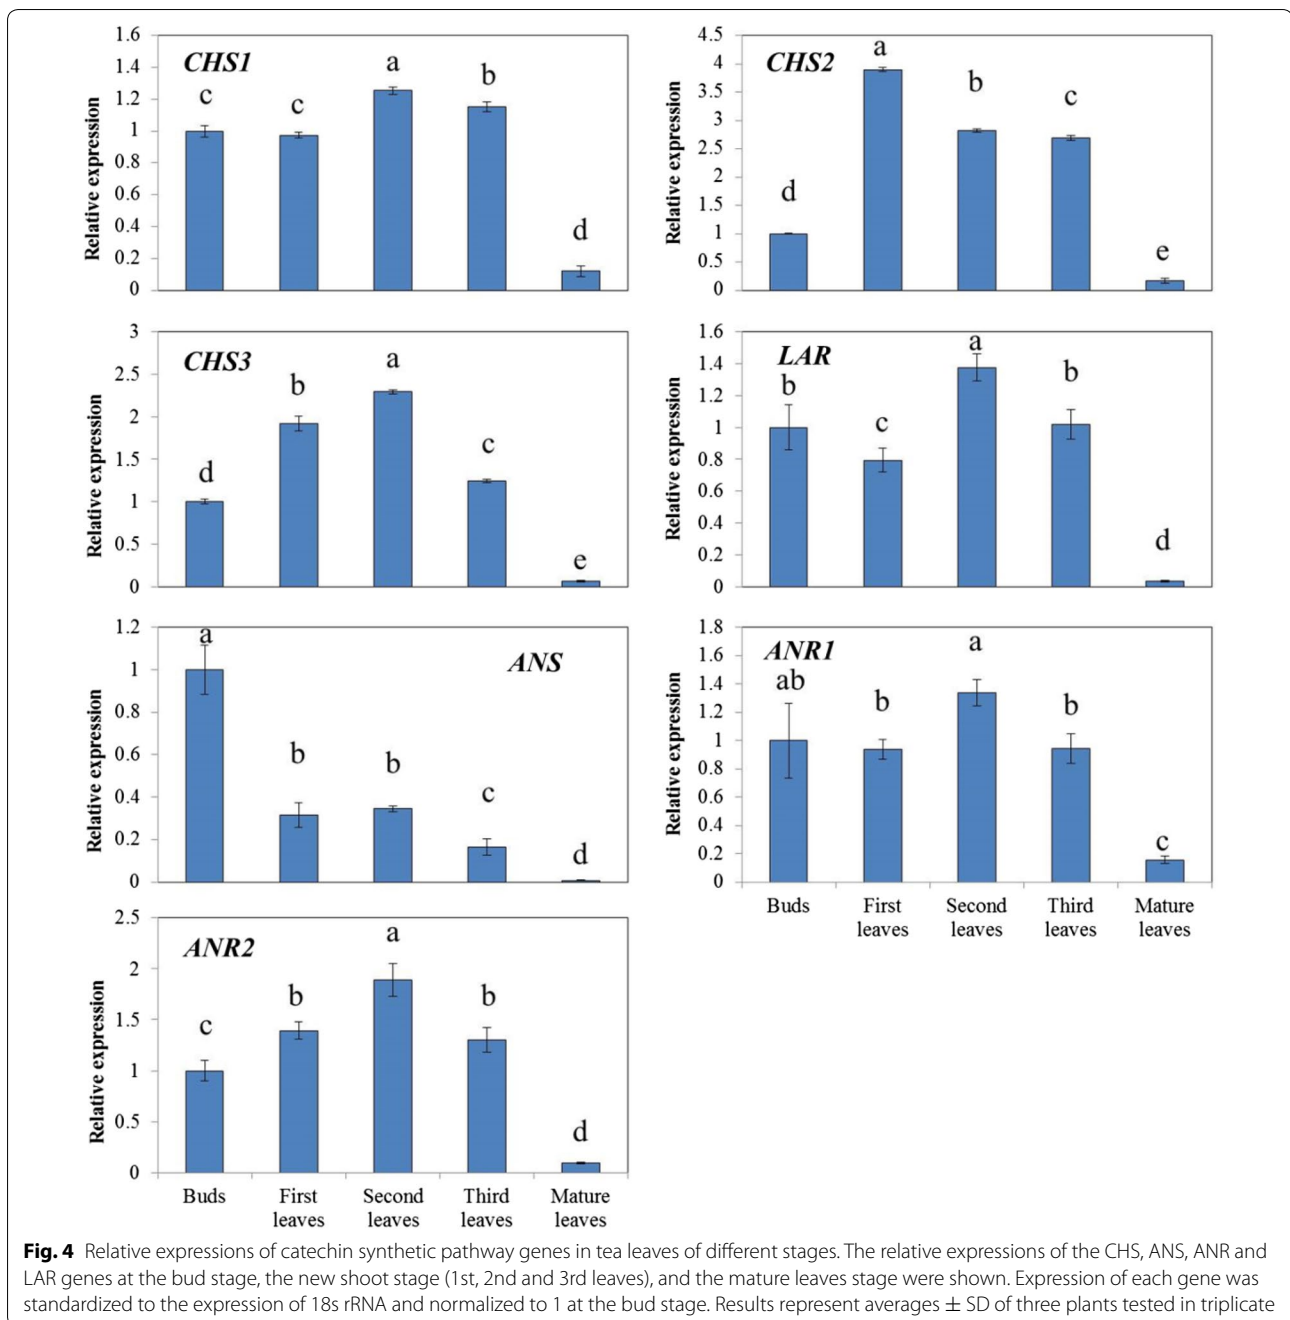 CHS1
Relative expression
1.6
1.4
1.2
1
0.8
0.6
0.4
0.2
0
c c a b d
CHS2
Relative expression
4.5
4
3.5
3
2.5
2
1.5
1
0.5
0
d a b c e
CHS3
Relative expression
3
2.5
2
1.5
1
0.5
0
d b a c e
LAR
Relative expression
1.6
1.4
1.2
1
0.8
0.6
0.4
0.2
0
b c a b d
ANS
Relative expression
1.2
1
0.8
0.6
0.4
0.2
0
a b b c d
ANR1
Relative expression
1.8
1.6
1.4
1.2
1
0.8
0.6
0.4
0.2
0
ab b a b c
Buds First Second Third Mature
leaves leaves leaves leaves
ANR2
Relative expression
2.5
2
1.5
1
0.5
0
c b a b d
Buds First Second Third Mature
leaves leaves leaves leaves
Fig. 4 Relative expressions of catechin synthetic pathway genes in tea leaves of different stages. The relative expressions of the CHS, ANS, ANR and
LAR genes at the bud stage, the new shoot stage (1st, 2nd and 3rd leaves), and the mature leaves stage were shown. Expression of each gene was
standardized to the expression of 18s rRNA and normalized to 1 at the bud stage. Results represent averages ± SD of three plants tested in triplicate